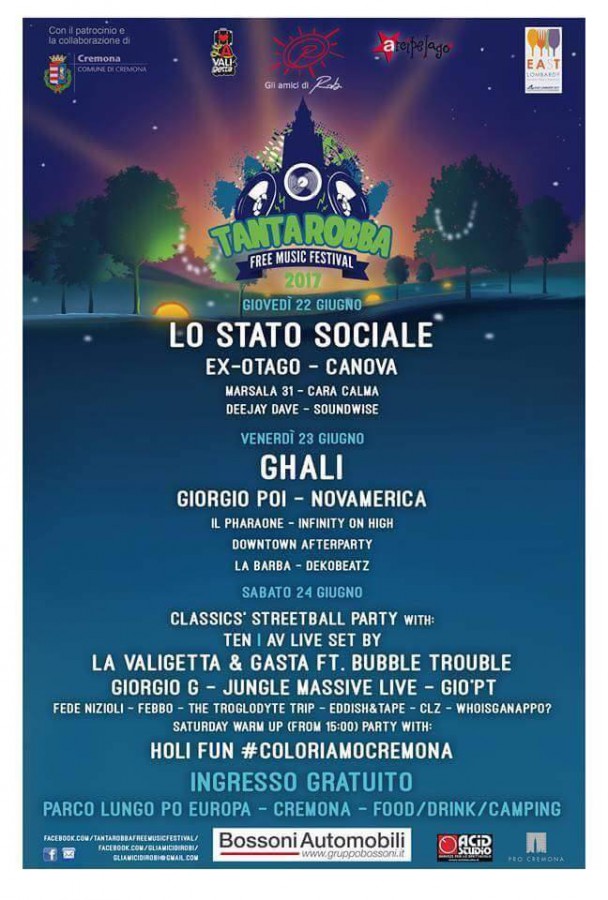 Con il patrocinio e
la collaborazione di
Cremona
COMUNE DI CREMONA
LA
VALI
Getta
Gli amici di Robi
arcipelago
EAST
LOMBARDY
TANTAROBBA
FREE MUSIC FESTIVAL
2017
GIOVEDÌ 22 GIUGNO
LO STATO SOCIALE
EX-OTAGO - CANOVA
MARSALA 31 - CARA CALMA
DEEJAY DAVE - SOUNDWISE
VENERDÌ 23 GIUGNO
GHALI
GIORGIO POI - NOVAMERICA
IL PHARAONE - INFINITY ON HIGH
DOWNTOWN AFTERPARTY
LA BARBA - DEKOBEATZ
SABATO 24 GIUGNO
CLASSICS' STREETBALL PARTY WITH:
TEN | AV LIVE SET BY
LA VALIGETTA & GASTA FT. BUBBLE TROUBLE
GIORGIO G - JUNGLE MASSIVE LIVE - GIO'PT
FEDE NIZIOLI - FEBBO - THE TROGLODYTE TRIP - EDDISH&TAPE - CLZ - WHOISGANAPPO?
SATURDAY WARM UP (FROM 15:00) PARTY WITH:
HOLI FUN #COLORIAMOCREMONA
INGRESSO GRATUITO
PARCO LUNGO PO EUROPA - CREMONA - FOOD/DRINK/CAMPING
FACEBOOK.COM/TANTAROBBAFREEMUSICFESTIVAL/
FACEBOOK.COM/GLIAMICIDIROBI/
GLIAMICIDIROBI@GMAIL.COM
Bossoni Automobili
www.gruppobossoni.it
ACID
STUDIO
PRO CREMONA